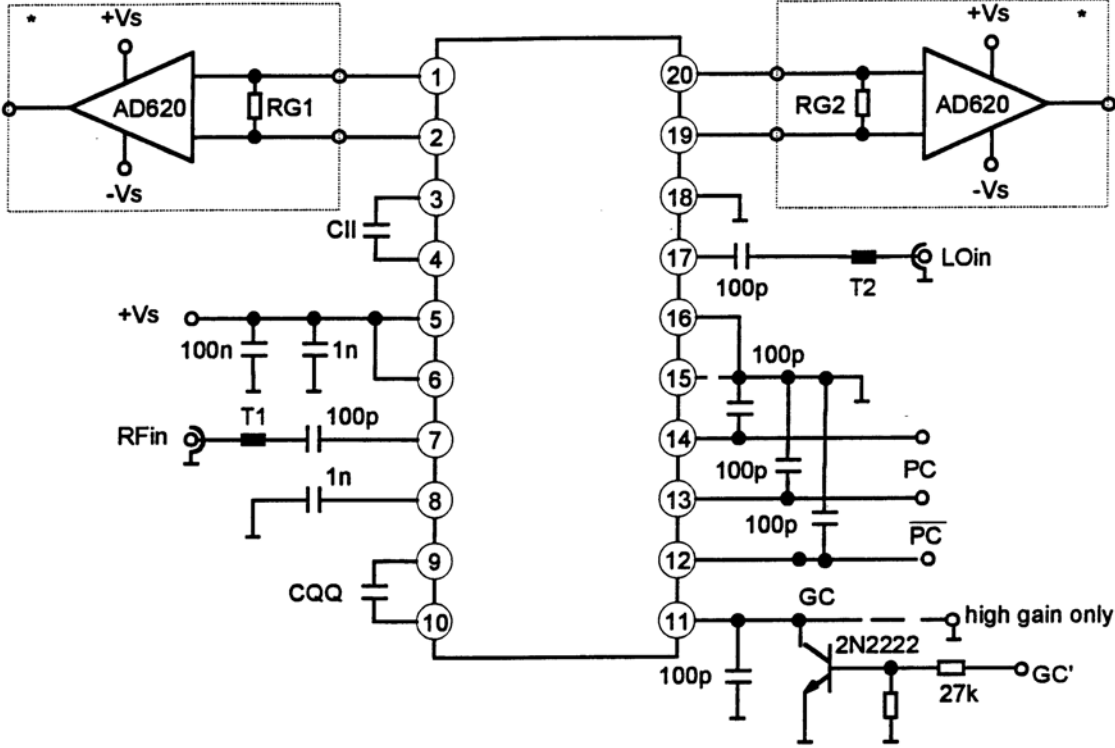 * +Vs
AD620
RG1
-Vs
+Vs *
RG2
AD620
-Vs
1
2
3
4
5
6
7
8
9
10
20
19
18
17
16
15
14
13
12
11
CII
+Vs
100n
1n
RFin
T1
100p
1n
CQQ
100p
T2
LOin
100p
100p
PC
100p
P̅C̅
GC
high gain only
100p
2N2222
27k
GC'